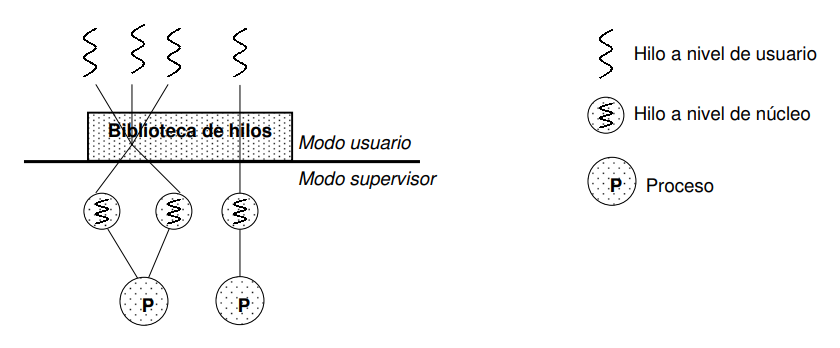 Hilo a nivel de usuario
Biblioteca de hilos
Hilo a nivel de núcleo
Modo usuario
Modo supervisor
P
Proceso
P
P